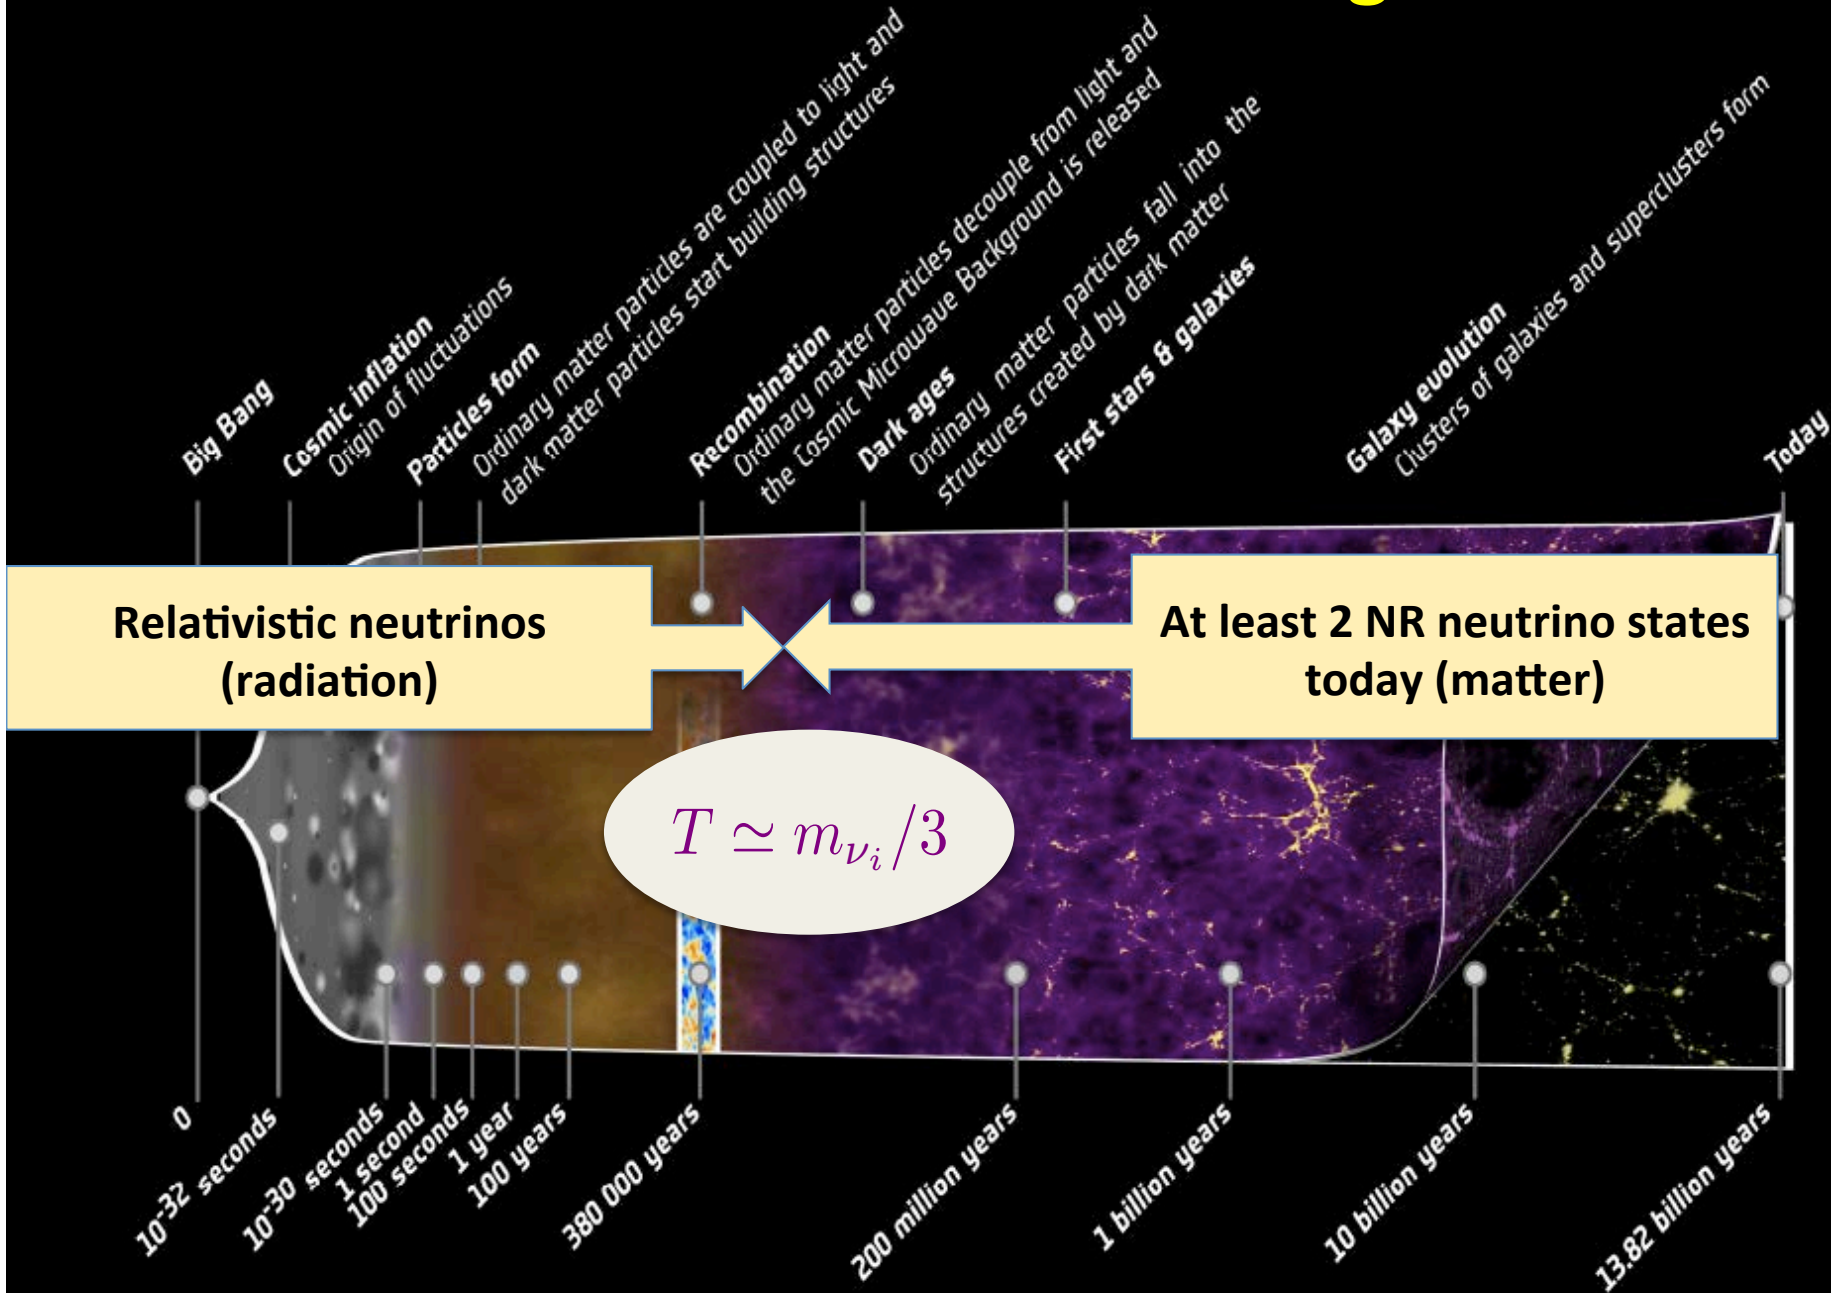 Big Bang
Cosmic inflation
Origin of fluctuations
Particles form
Ordinary matter particles are coupled to light and
dark matter particles start building structures
Recombination
Ordinary matter particles decouple from light and
the Cosmic Microwave Background is released
Dark ages
Ordinary matter particles fall into the
structures created by dark matter
First stars & galaxies
Galaxy evolution
Clusters of galaxies and superclusters form
Today
Relativistic neutrinos
(radiation)
At least 2 NR neutrino states
today (matter)
T ≃ m_{ν_i}/3
0
10⁻³² seconds
10⁻³⁰ seconds
1 second
100 seconds
1 year
100 years
380 000 years
200 million years
1 billion years
10 billion years
13.82 billion years